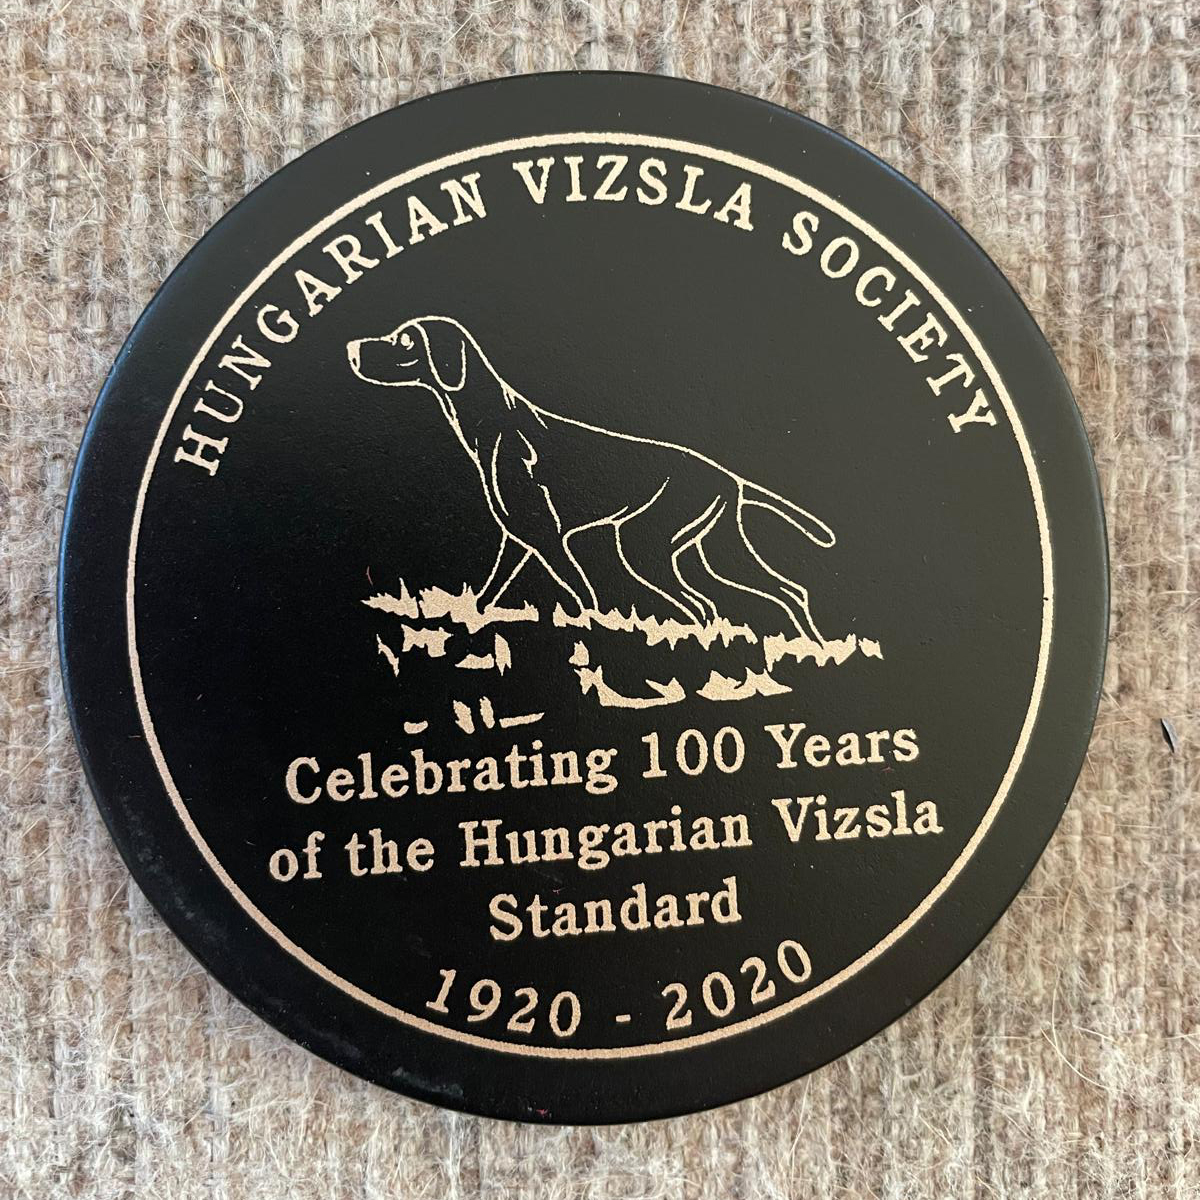 HUNGARIAN VIZSLA SOCIETY
Celebrating 100 Years
of the Hungarian Vizsla
Standard
1920 - 2020